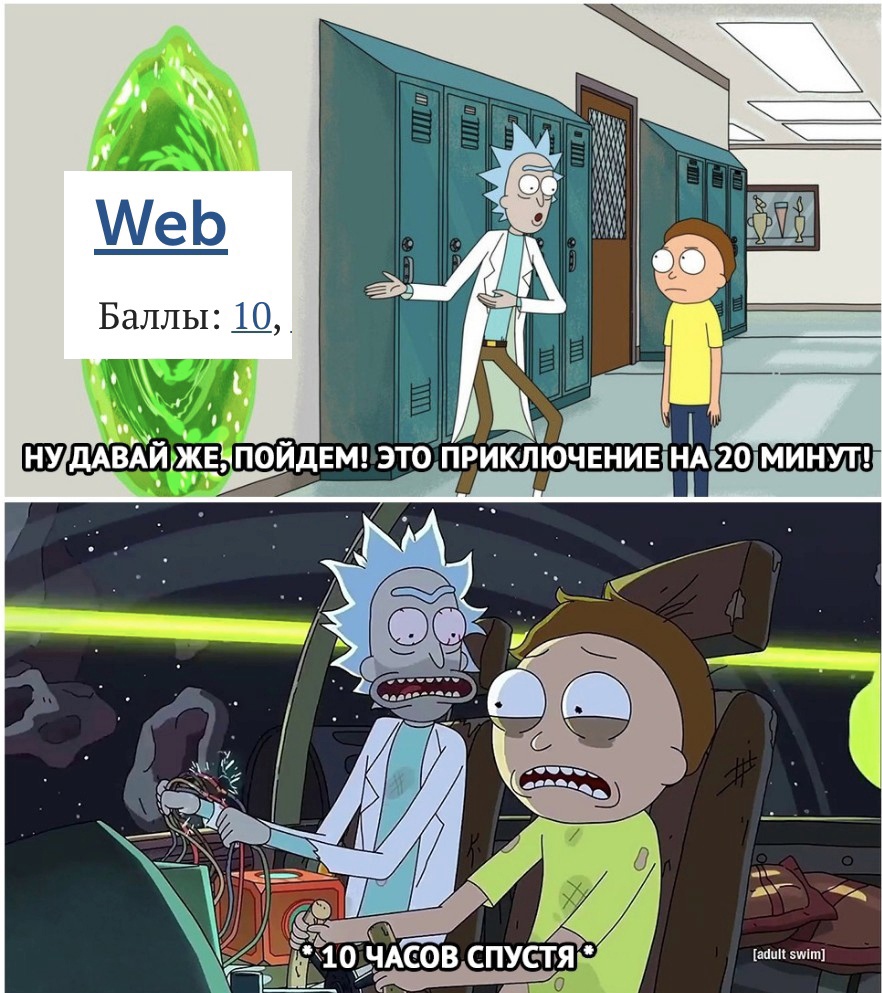 Web
Баллы: 10,
НУ ДАВАЙ ЖЕ, ПОЙДЕМ! ЭТО ПРИКЛЮЧЕНИЕ НА 20 МИНУТ!
* 10 ЧАСОВ СПУСТЯ *
[adult swim]